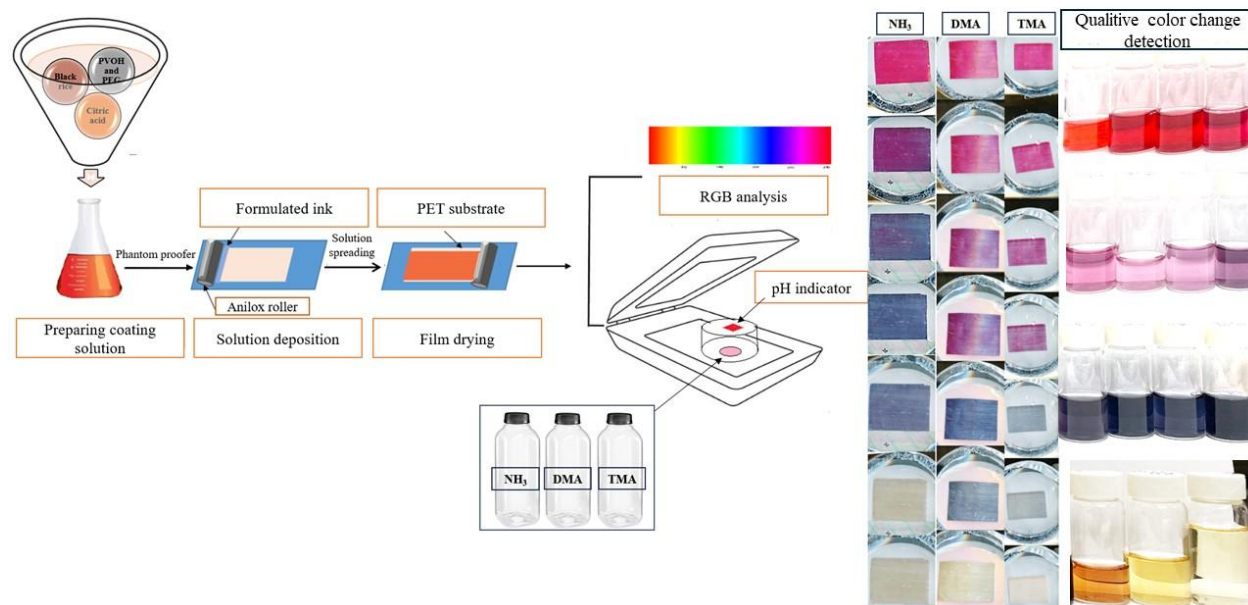 Black
rice
PVOH
and
PEG
Citric
acid
Phantom proofer
Preparing coating
solution
Formulated ink
Anilox roller
Solution deposition
Solution
spreading
PET substrate
Film drying
RGB analysis
pH indicator
NH₃
DMA
TMA
NH₃
DMA
TMA
Qualitive color change
detection